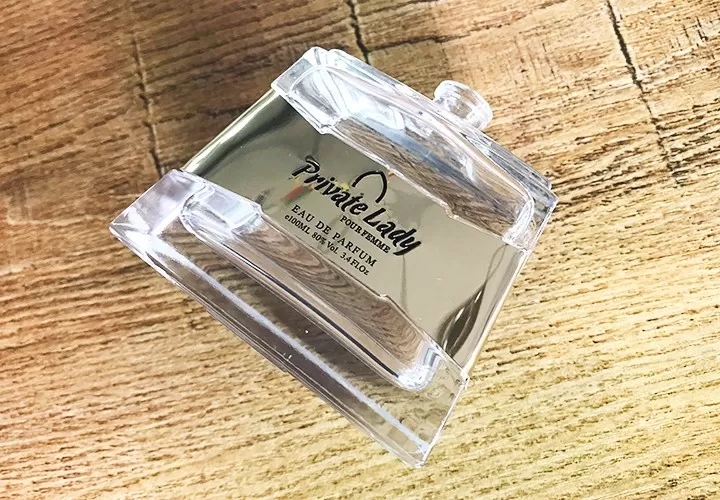 Private Lady
POUR FEMME
EAU DE PARFUM
e100ML 80% Vol. 3.4 Fl.Oz